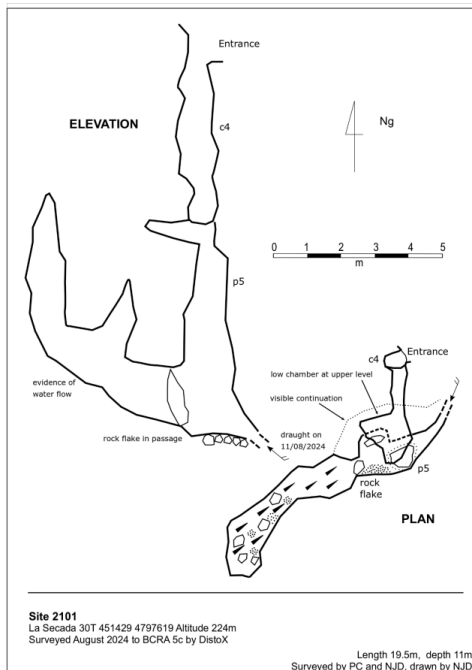 Entrance
ELEVATION
c4
Ng
0 1 2 3 4 5
m
p5
evidence of
water flow
rock flake in passage
draught on
11/08/2024
c4
Entrance
low chamber at upper level
visible continuation
p5
rock
flake
PLAN
Site 2101
La Secada 30T 451429 4797619 Altitude 224m
Surveyed August 2024 to BCRA 5c by DistoX
Length 19.5m, depth 11m
Surveyed by PC and NJD, drawn by NJD